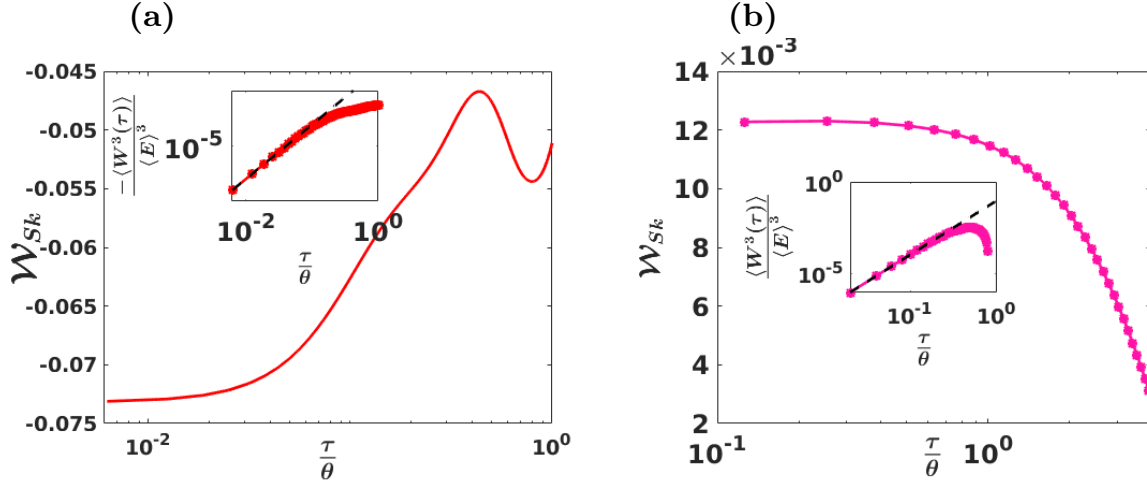 (a)
-0.045
-0.05
-0.055
-0.06
-0.065
-0.07
-0.075
𝒲_{Sk}
10^{-2}
10^{0}
τ/θ
−⟨W^3(τ)⟩/⟨E⟩^3
10^{-5}
10^{-2}
10^{0}
τ/θ
(b)
×10^{-3}
14
12
10
8
6
4
2
𝒲_{Sk}
10^{-1}
10^{0}
τ/θ
⟨W^3(τ)⟩/⟨E⟩^3
10^{0}
10^{-5}
10^{-1}
10^{0}
τ/θ